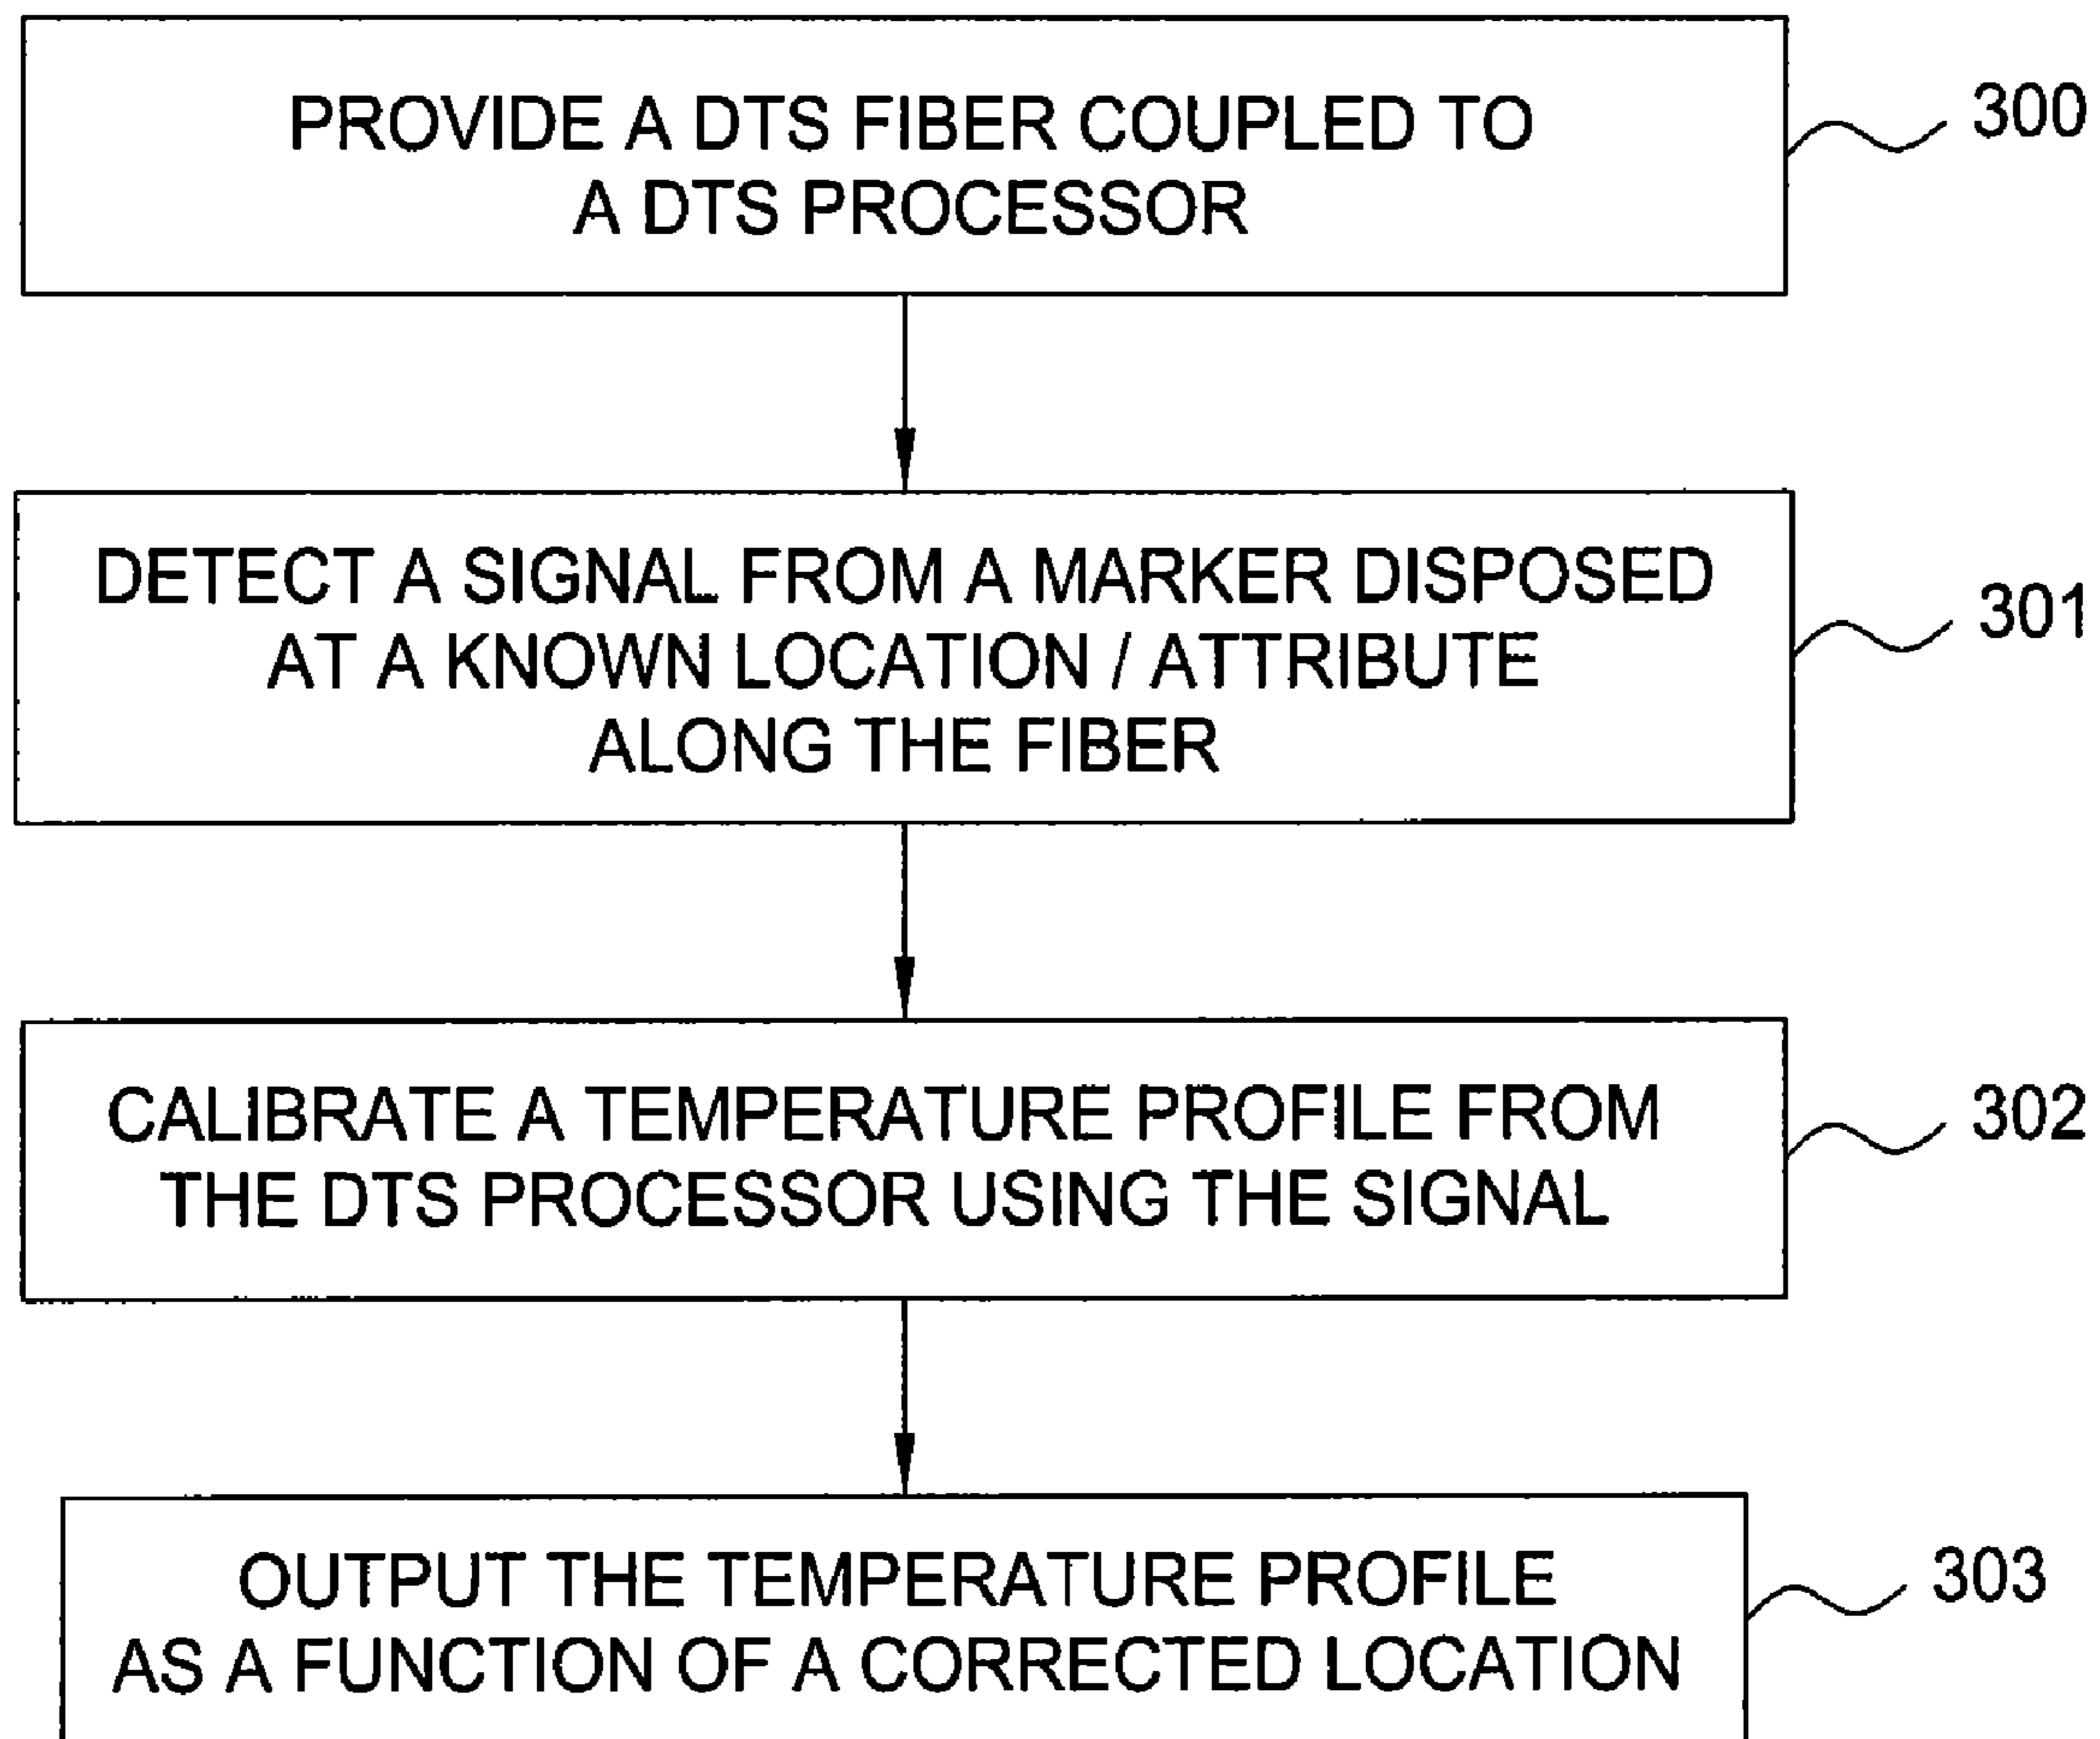 PROVIDE A DTS FIBER COUPLED TO
A DTS PROCESSOR
300
DETECT A SIGNAL FROM A MARKER DISPOSED
AT A KNOWN LOCATION / ATTRIBUTE
ALONG THE FIBER
301
CALIBRATE A TEMPERATURE PROFILE FROM
THE DTS PROCESSOR USING THE SIGNAL
302
OUTPUT THE TEMPERATURE PROFILE
AS A FUNCTION OF A CORRECTED LOCATION
303